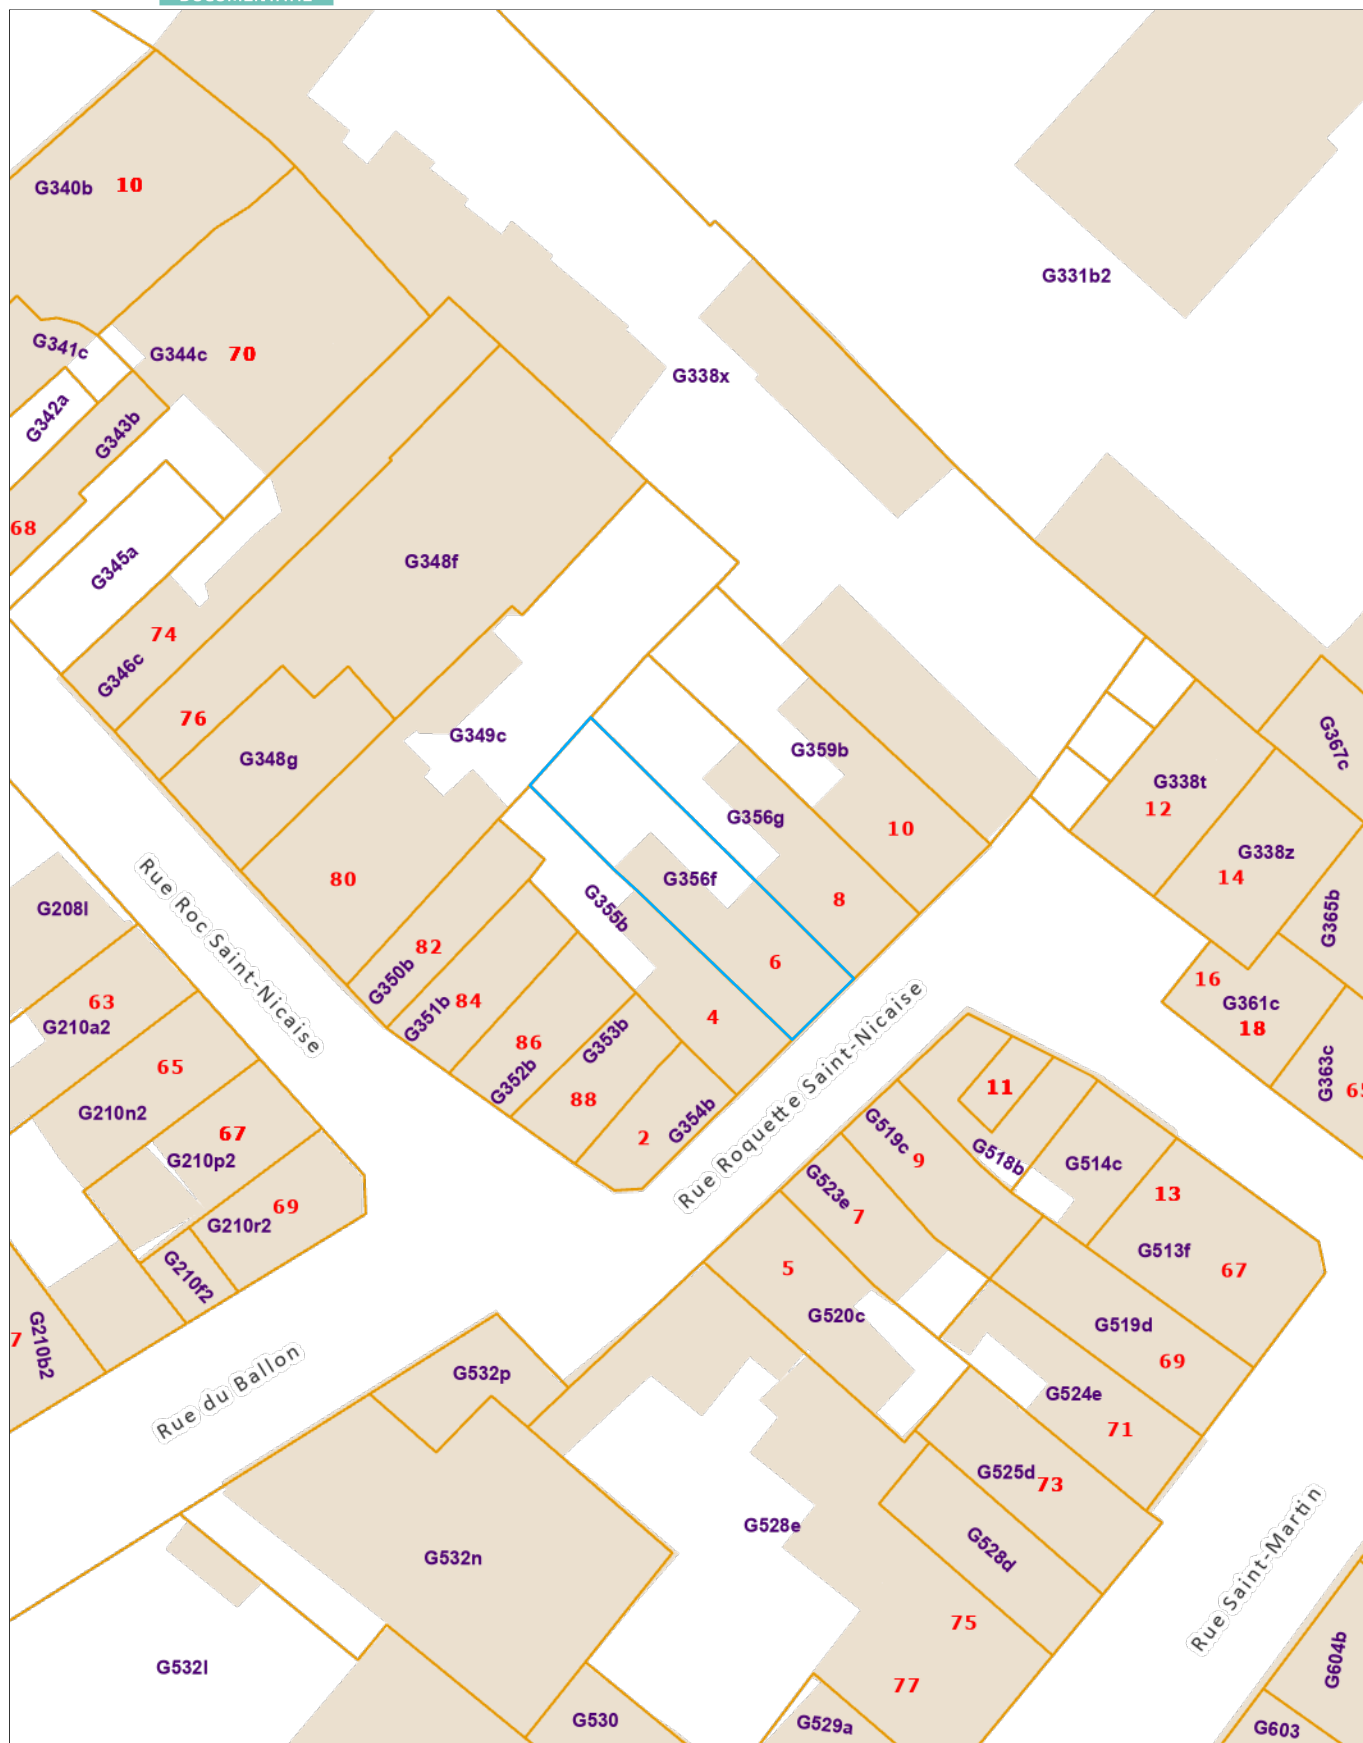 G340b 10
G331b2
G341c
G344c 70
G338x
G342a
G343b
68
G348f
G345a
74
G346c
76
G349c
G348g
G359b
G367c
G338t
12
G356g
10
G338z
14
80
G356f
8
G208l
G355b
G365b
82
6
Rue Roc Saint-Nicaise
16
G350b
63
84
G361c
18
G210a2
G351b
4
86
G353b
65
G352b
11
G363c
65
88
G210n2
G354b
Rue Roquette Saint-Nicaise
67
2
G519c
9
G518b
G514c
G210p2
G523e
13
69
7
G210r2
G513f
67
5
G210f2
G520c
G519d
7
G210b2
69
G532p
G524e
Rue du Ballon
71
G525d 73
G528e
G528d
G532n
Rue Saint-Martin
75
G532l
G604b
77
G530
G529a
G603